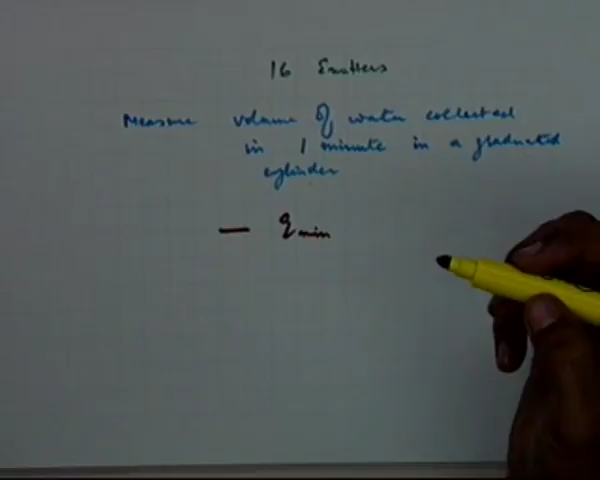 16 Emitters
Measure volume of water collected
in 1 minute in a graduated
cylinder
— qmin